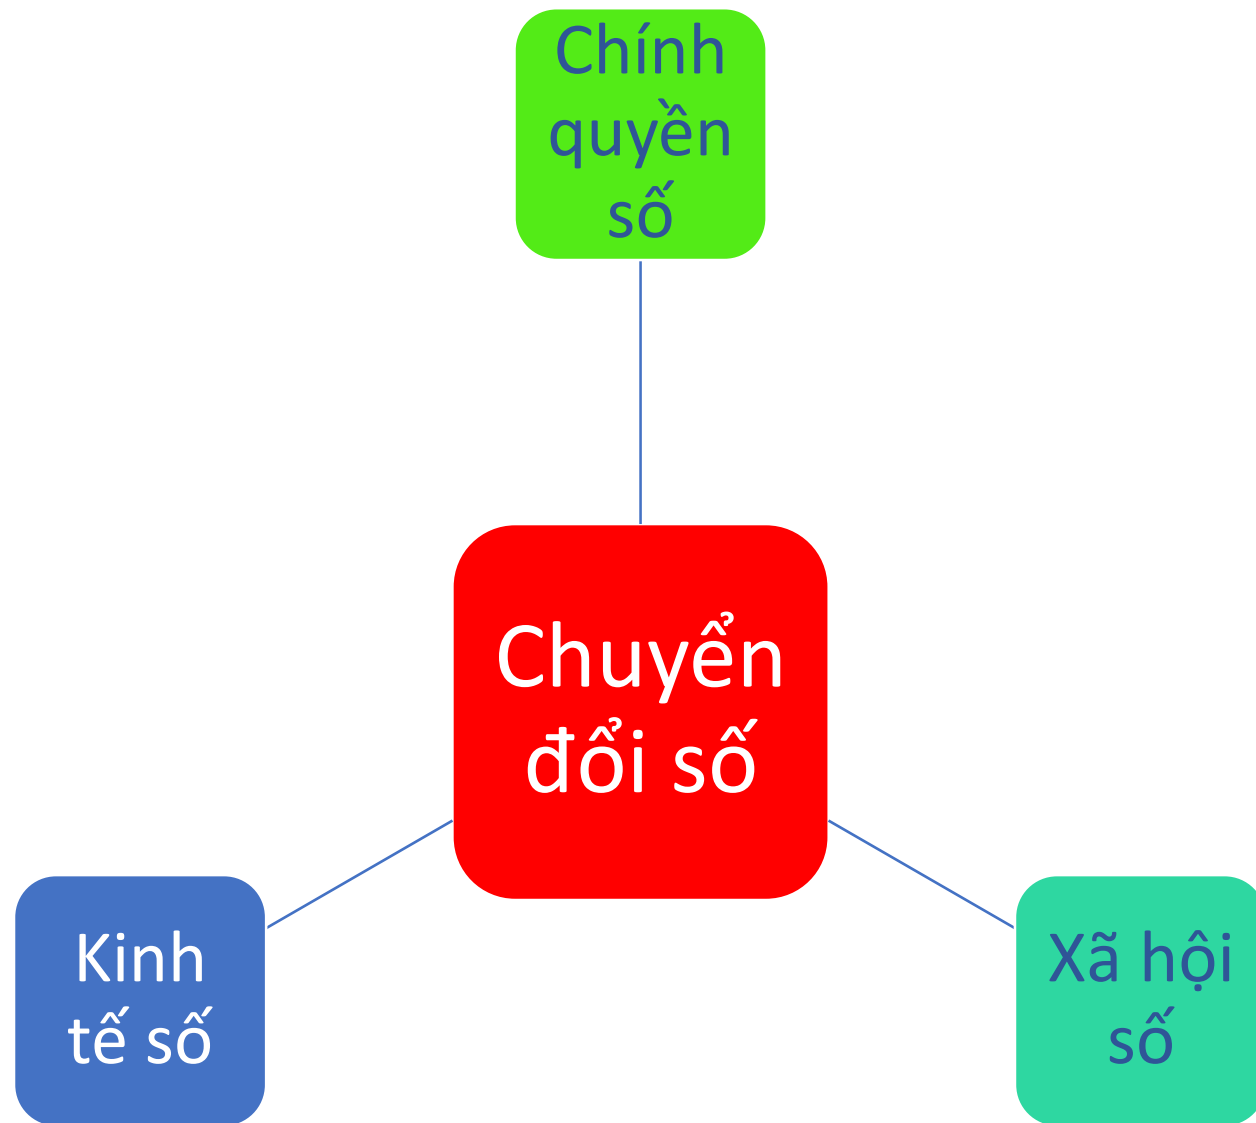 Chính
quyền
số
Chuyển
đổi số
Kinh
tế số
Xã hội
số